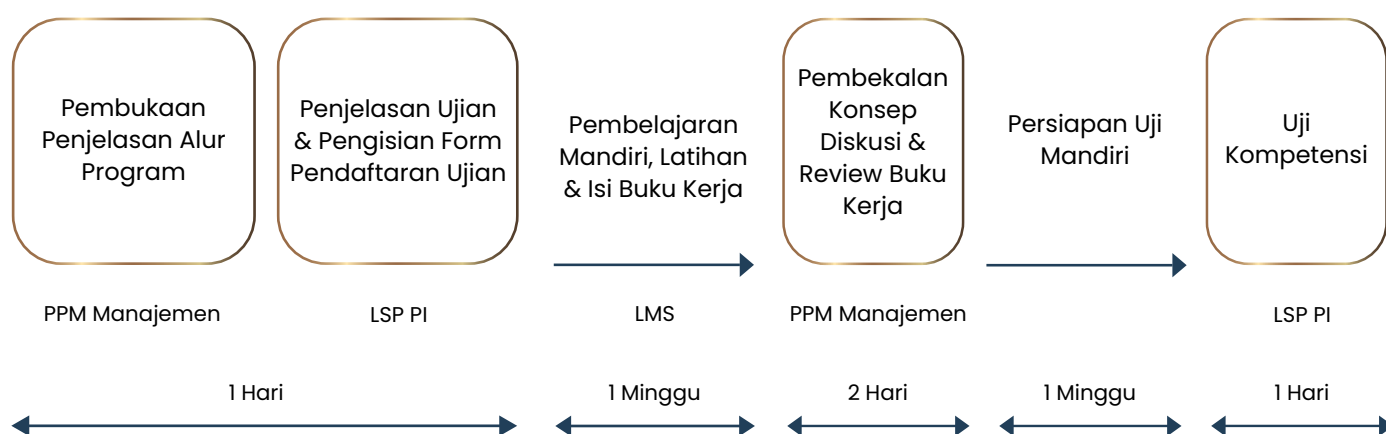 Pembukaan
Penjelasan Alur
Program
Penjelasan Ujian
& Pengisian Form
Pendaftaran Ujian
Pembelajaran
Mandiri, Latihan
& Isi Buku Kerja
Pembekalan
Konsep
Diskusi &
Review Buku
Kerja
Persiapan Uji
Mandiri
Uji
Kompetensi
PPM Manajemen
LSP PI
LMS
PPM Manajemen
LSP PI
1 Hari
1 Minggu
2 Hari
1 Minggu
1 Hari